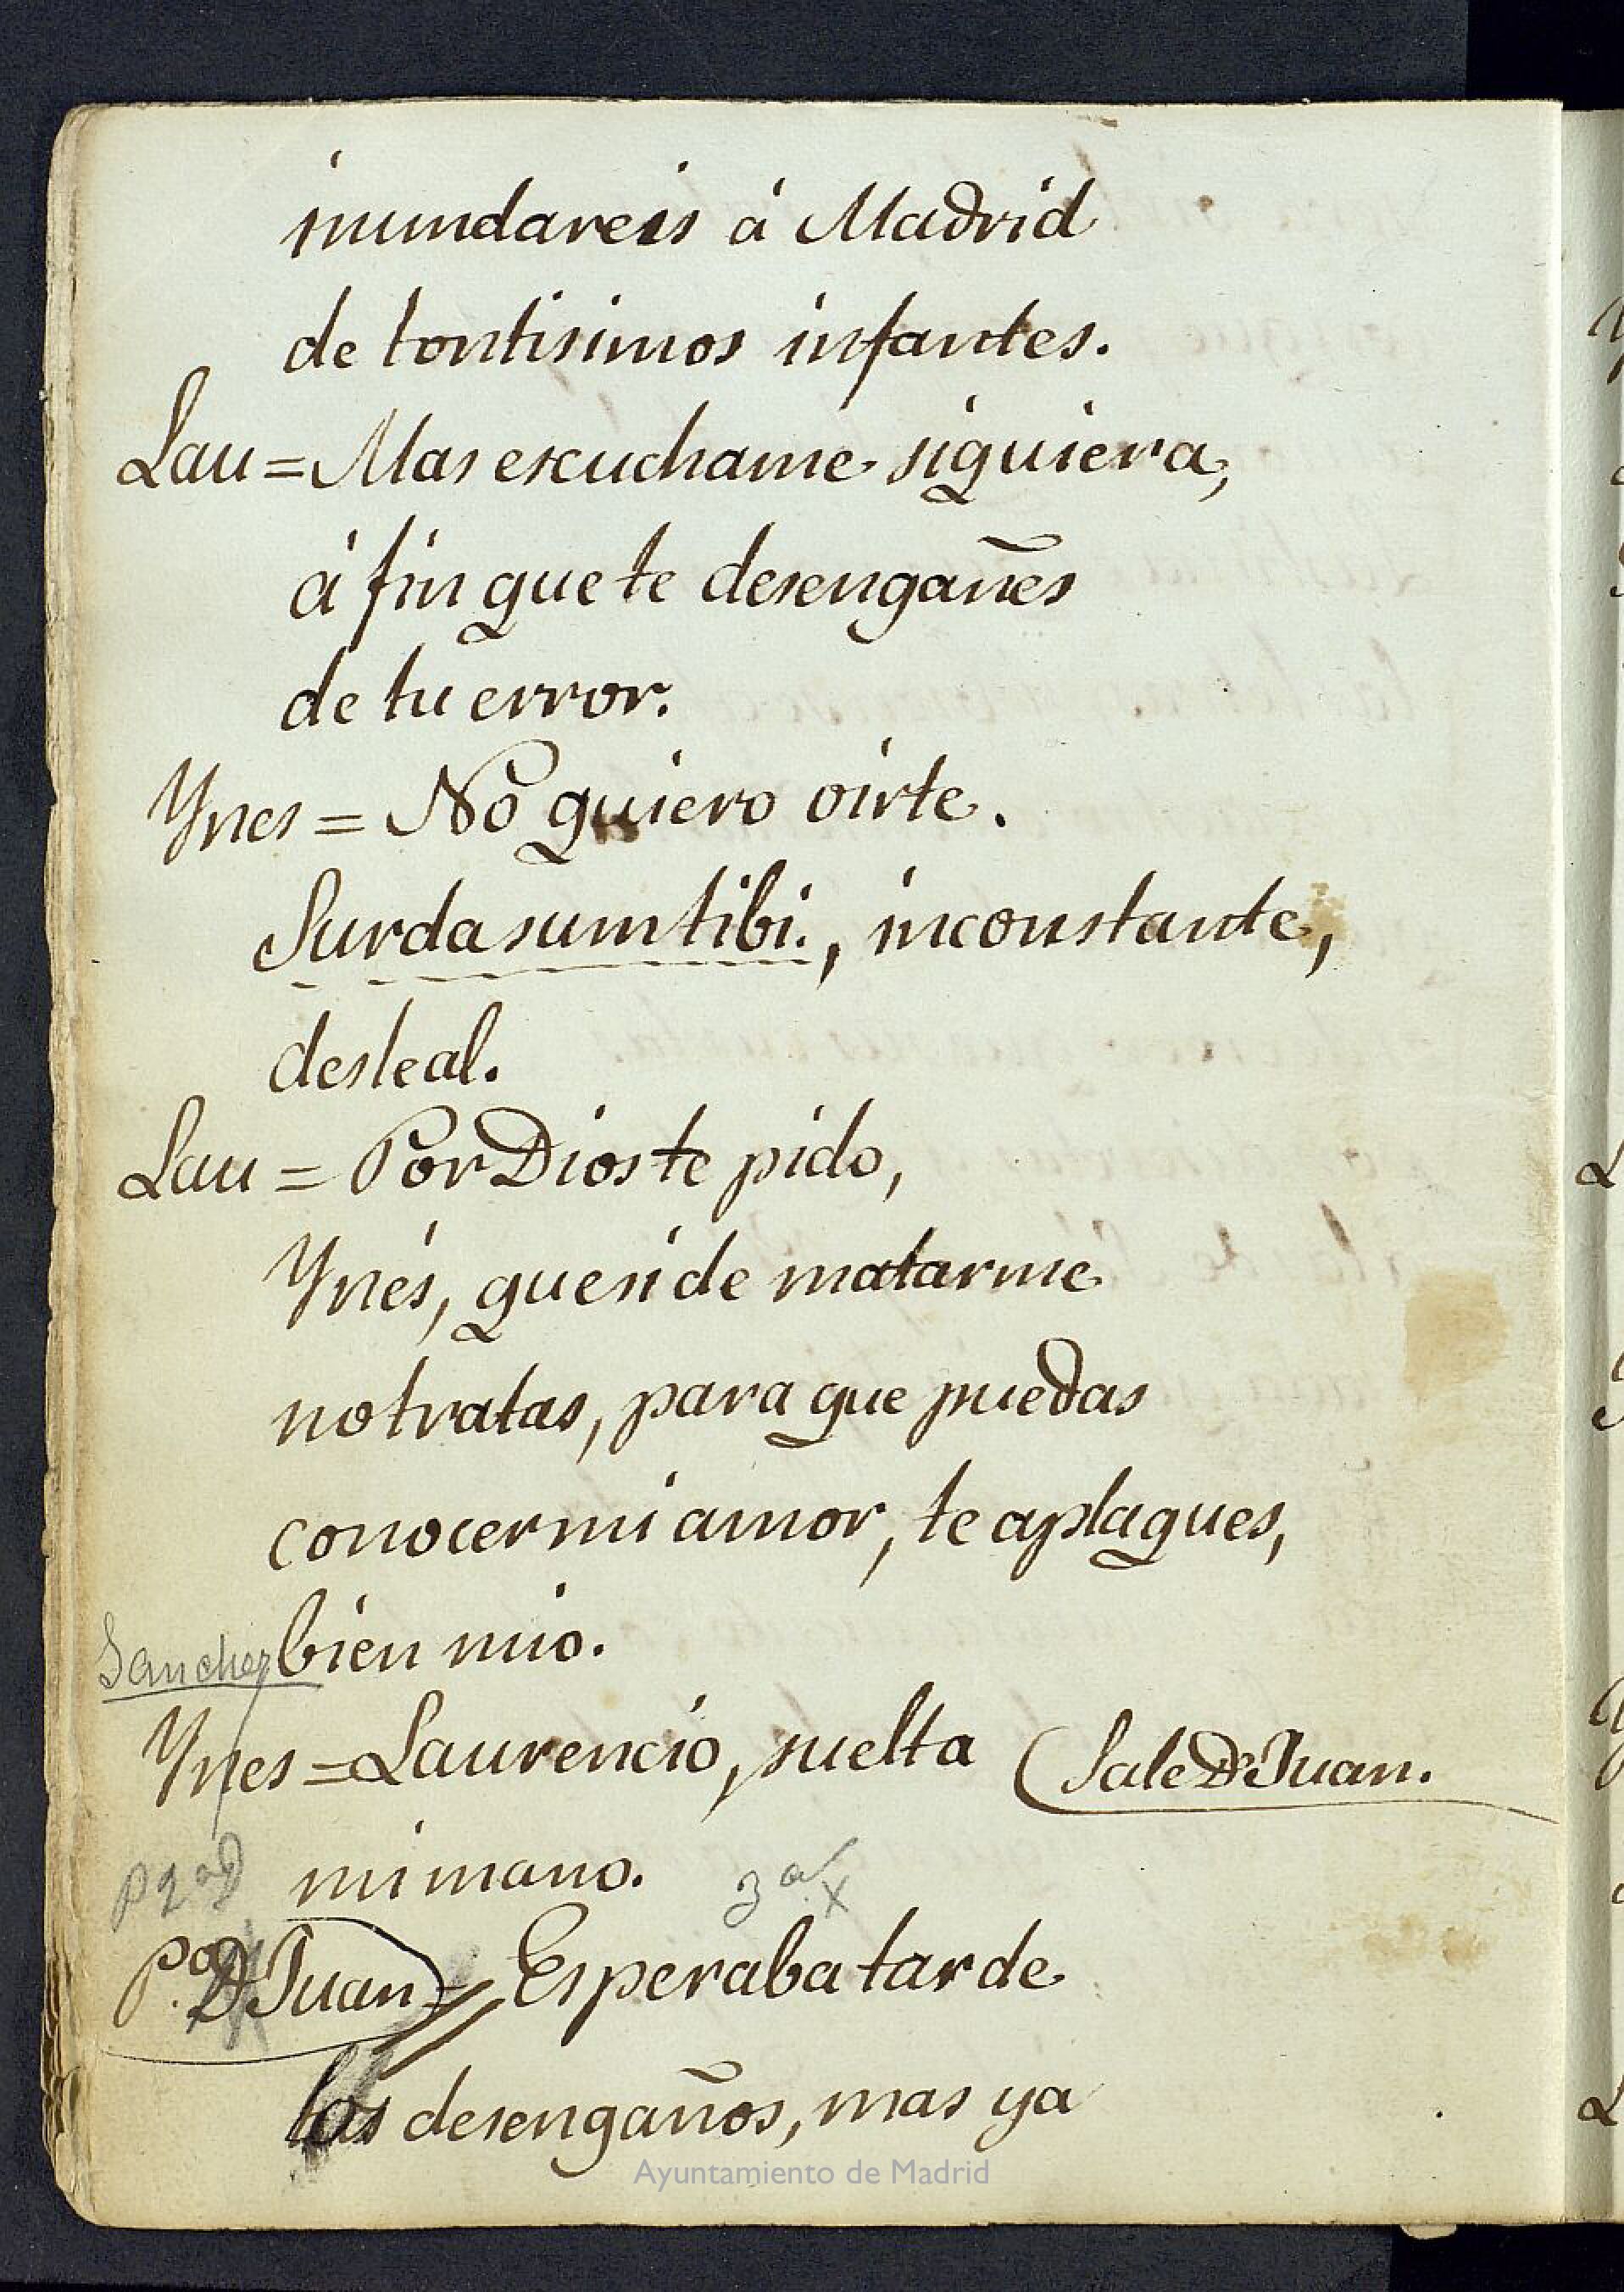 inundareis á Madrid
de tontisimos infantes.
Lau = Mas escuchame siquiera,
á fin que te desengañes
de tu error.
Ynes = No quiero oirte.
Surda sum tibi., inconstante,
desleal.
Lau = Por Dios te pido,
Ynés, que si de matarme
no tratas, para que puedas
conocer mi amor, te aplaques,
bien mio.
Sanchez
Ynes = Laurencio, suelta (Sale Dn Juan.
mi mano. 3a x
P.o D Juan = Esperaba tarde
los desengaños, mas ya
Ayuntamiento de Madrid